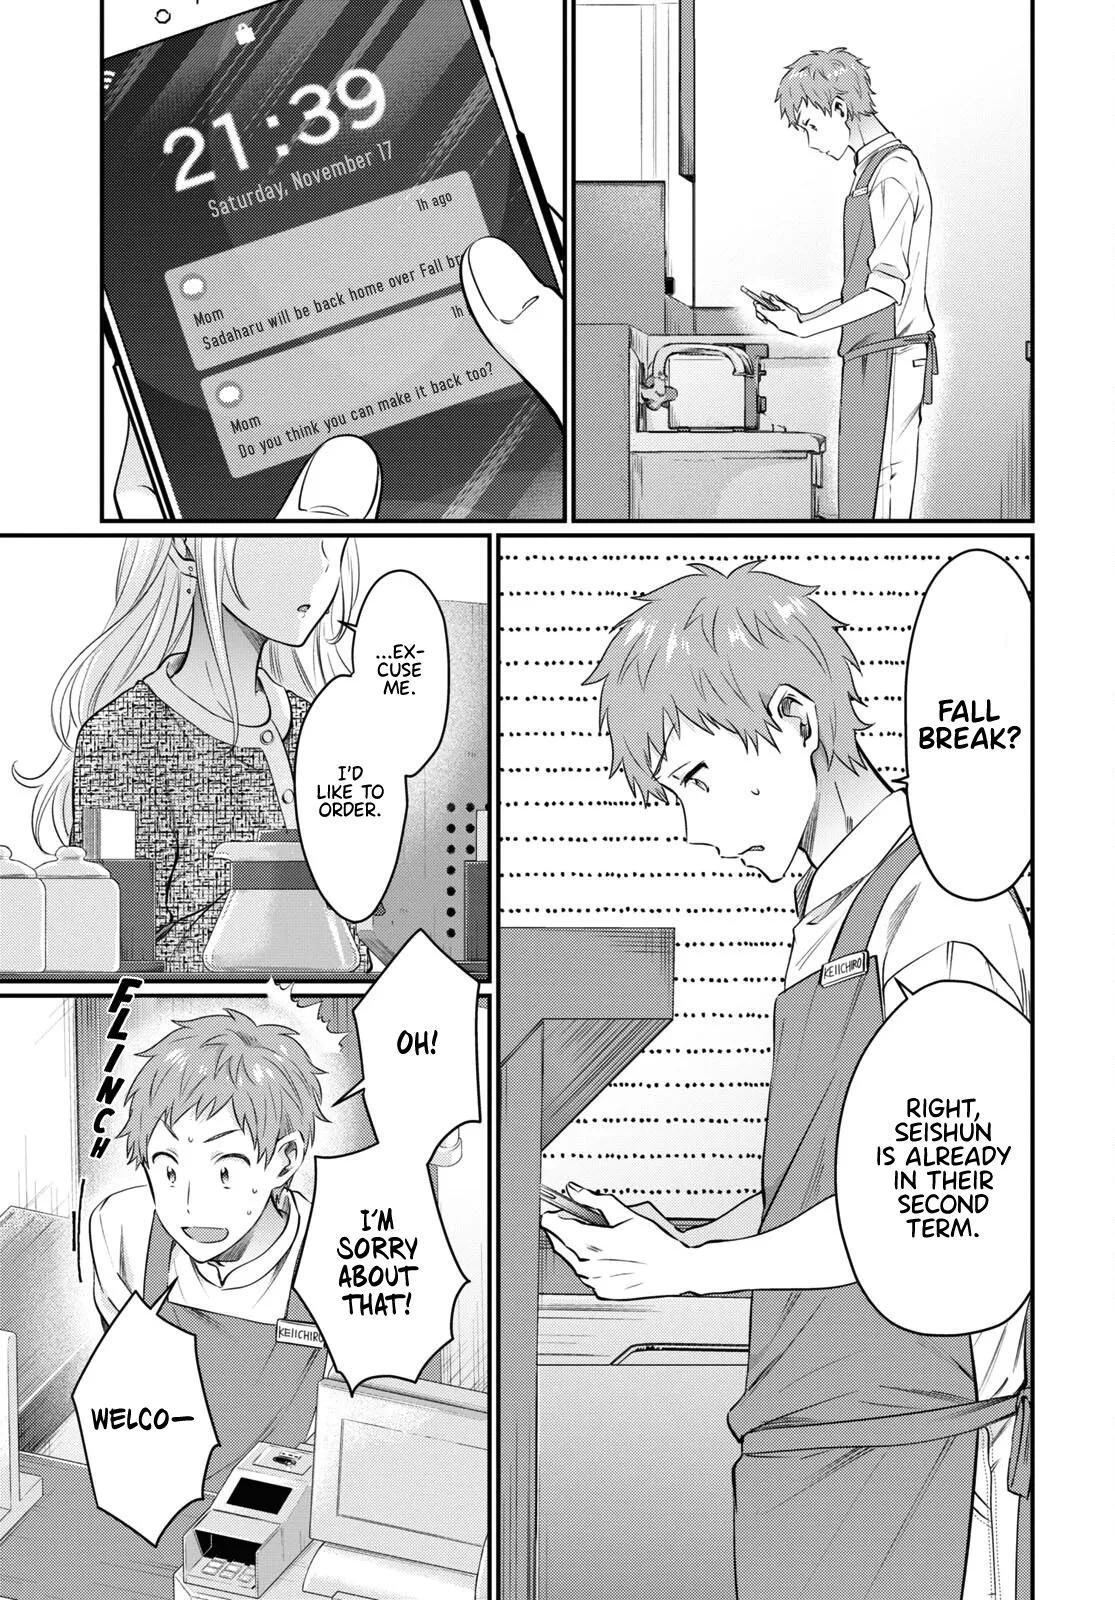 21:39
Saturday, November 17
1h ago
Mom
Sadaharu will be back home over Fall br
1h
Mom
Do you think you can make it back too?
FALL
BREAK?
KEIICHIRO
RIGHT,
SEISHUN
IS ALREADY
IN THEIR
SECOND
TERM.
...EX-
CUSE
ME.
I'D
LIKE TO
ORDER.
FLINCH
OH!
I'M
SORRY
ABOUT
THAT!
KEIICHIRO
WELCO—